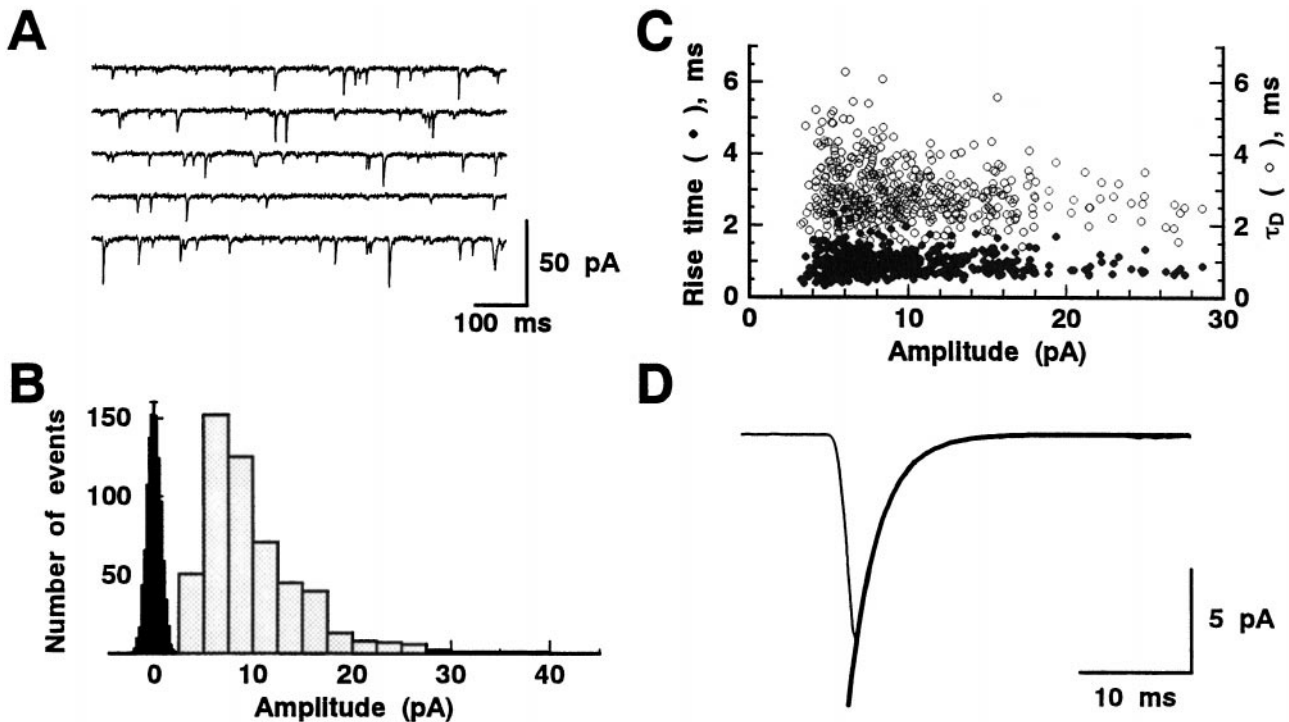 A
50 pA
100 ms
B
Number of events
150
100
50
0
10
20
30
40
Amplitude (pA)
C
Rise time ( • ), ms
6
4
2
0
0
10
20
30
Amplitude (pA)
6
4
2
0
τD ( ○ ), ms
D
5 pA
10 ms